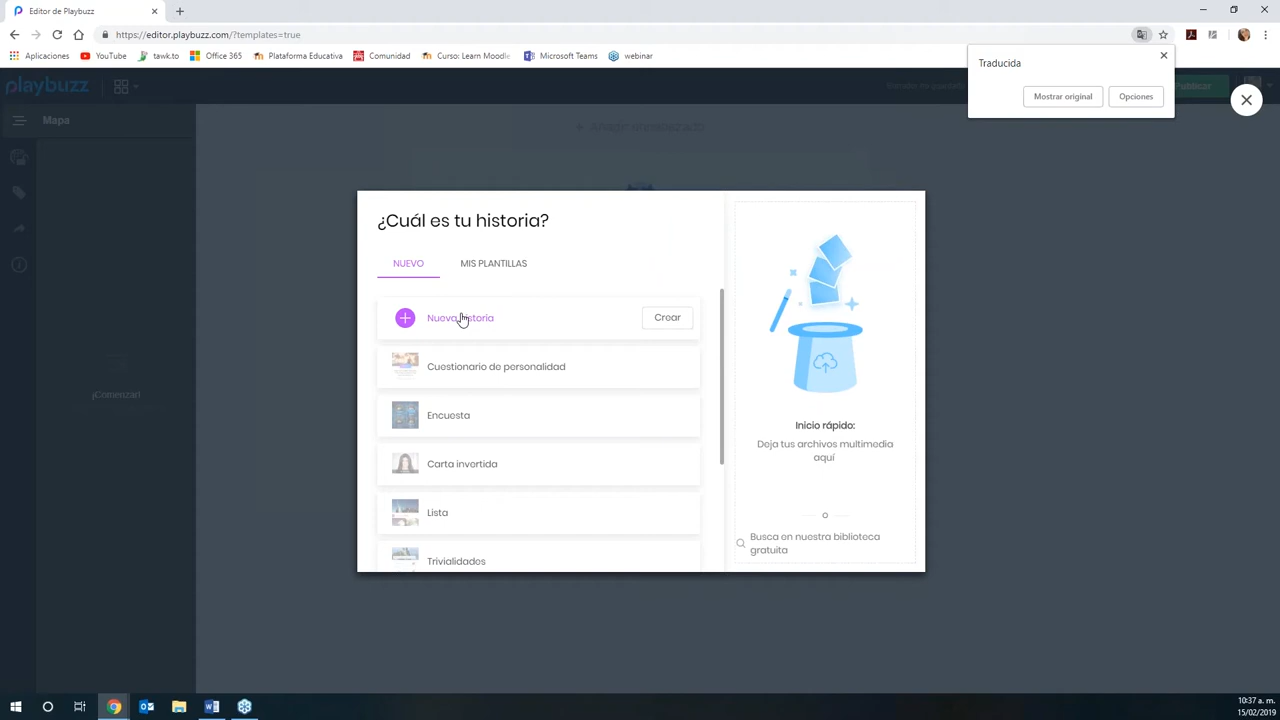 Editor de Playbuzz
https://editor.playbuzz.com/?templates=true
Aplicaciones
YouTube
tawk.to
Office 365
Plataforma Educativa
Comunidad
Curso: Learn Moodle
Microsoft Teams
webinar
Traducida
Mostrar original
Opciones
playbuzz
Publicar
Mapa
¿Cuál es tu historia?
NUEVO
MIS PLANTILLAS
Nueva historia
Crear
Cuestionario de personalidad
Encuesta
Carta invertida
Lista
Trivialidades
¡Comenzar!
Inicio rápido:
Deja tus archivos multimedia
aquí
o
Busca en nuestra biblioteca
gratuita
10:37 a. m.
15/02/2019